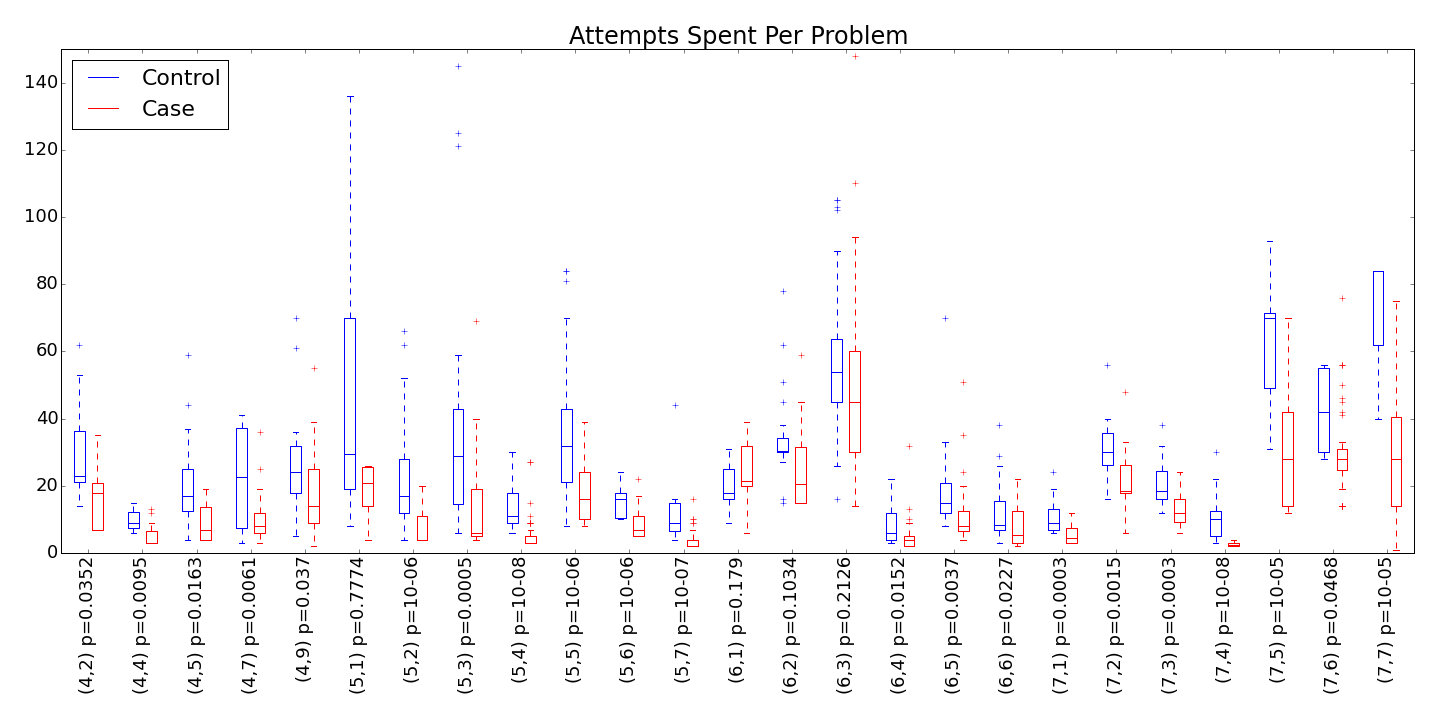 Attempts Spent Per Problem
Control
Case
140
120
100
80
60
40
20
0
(4,2) p=0.0352
(4,4) p=0.0095
(4,5) p=0.0163
(4,7) p=0.0061
(4,9) p=0.037
(5,1) p=0.7774
(5,2) p=10-06
(5,3) p=0.0005
(5,4) p=10-08
(5,5) p=10-06
(5,6) p=10-06
(5,7) p=10-07
(6,1) p=0.179
(6,2) p=0.1034
(6,3) p=0.2126
(6,4) p=0.0152
(6,5) p=0.0037
(6,6) p=0.0227
(7,1) p=0.0003
(7,2) p=0.0015
(7,3) p=0.0003
(7,4) p=10-08
(7,5) p=10-05
(7,6) p=0.0468
(7,7) p=10-05